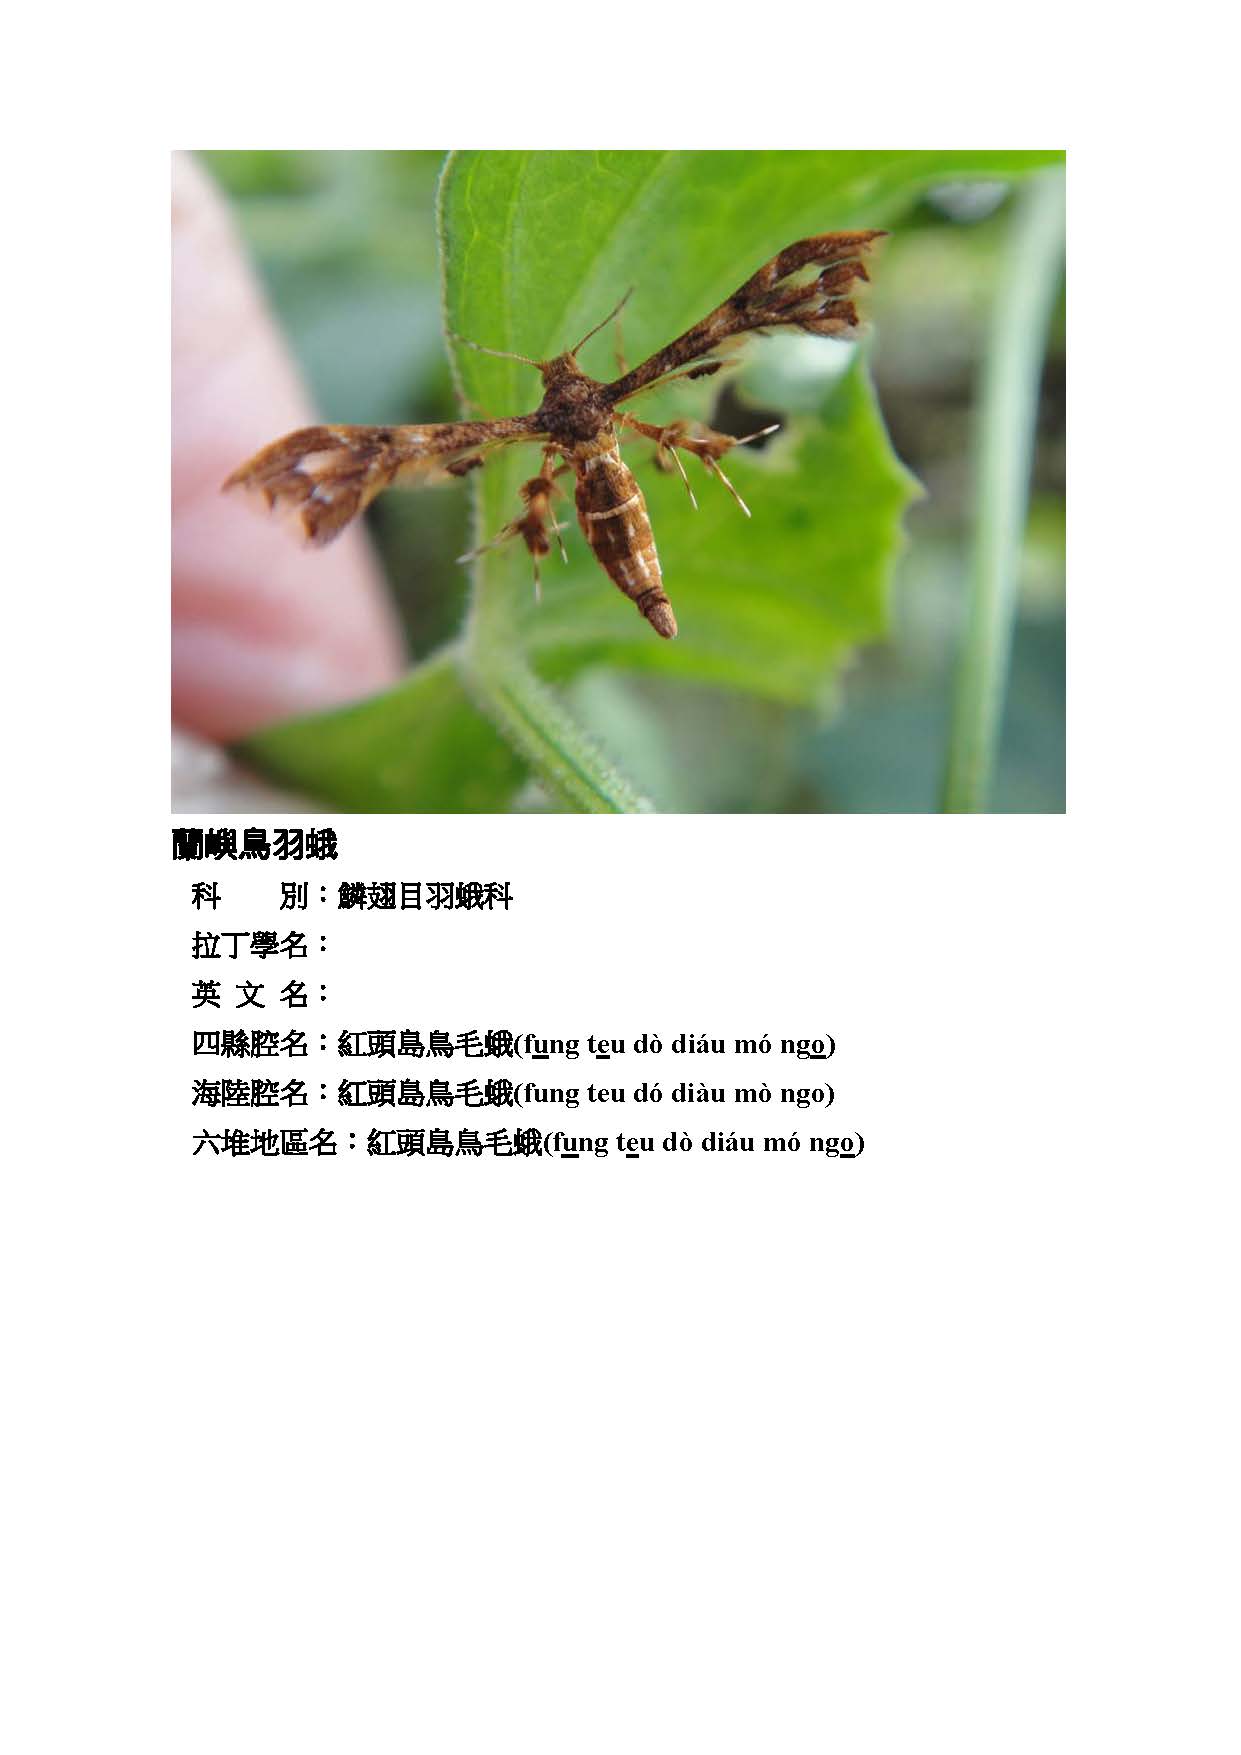 蘭嶼鳥羽蛾
科　　別：鱗翅目羽蛾科
拉丁學名：
英 文 名：
四縣腔名：紅頭島鳥毛蛾(fung teu dò diáu mó ngo)
海陸腔名：紅頭島鳥毛蛾(fung teu dó diàu mò ngo)
六堆地區名：紅頭島鳥毛蛾(fung teu dò diáu mó ngo)